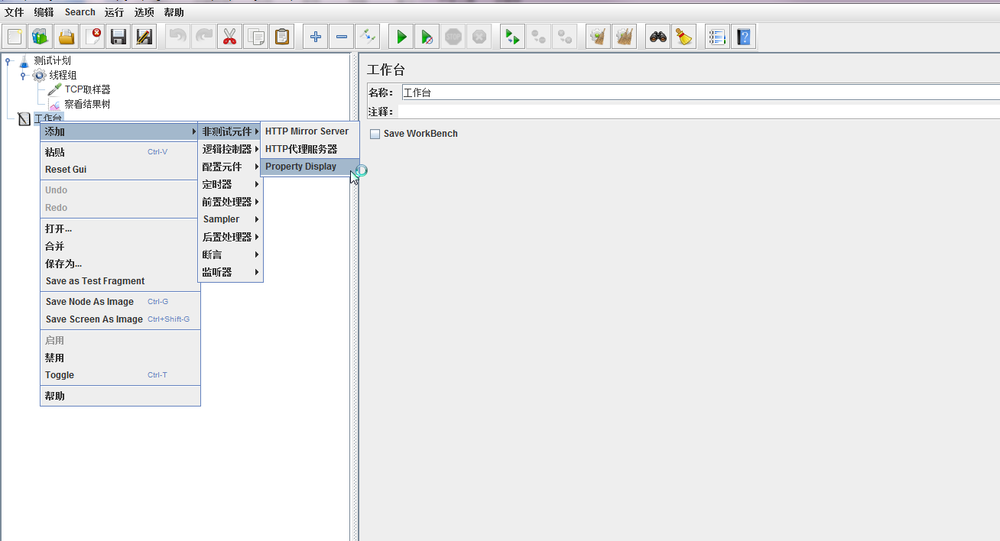 文件 编辑 Search 运行 选项 帮助
测试计划
线程组
TCP取样器
察看结果树
工作台
添加
粘贴 Ctrl-V
Reset Gui
Undo
Redo
打开...
合并
保存为...
Save as Test Fragment
Save Node As Image Ctrl-G
Save Screen As Image Ctrl+Shift-G
启用
禁用
Toggle Ctrl-T
帮助
非测试元件
逻辑控制器
配置元件
定时器
前置处理器
Sampler
后置处理器
断言
监听器
HTTP Mirror Server
HTTP代理服务器
Property Display
工作台
名称： 工作台
注释：
Save WorkBench